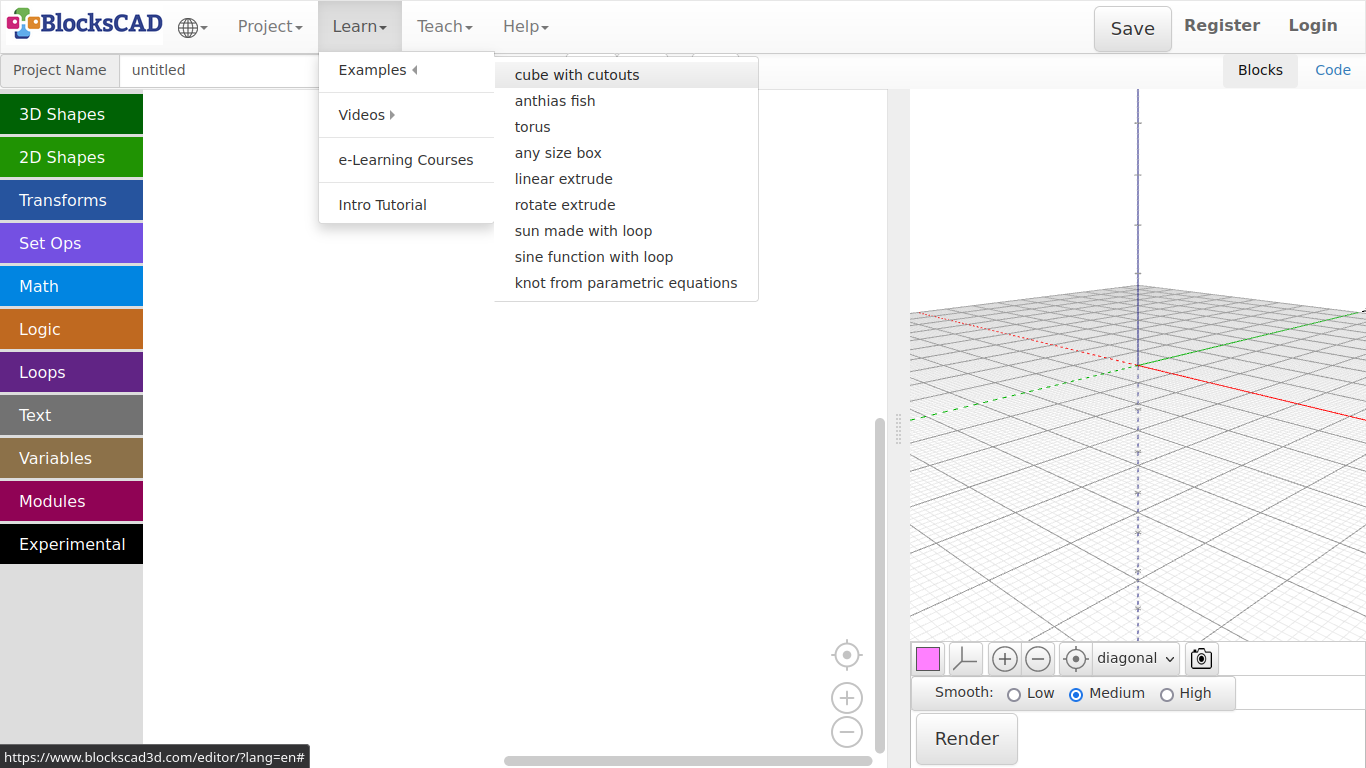 BlocksCAD
Project
Learn
Teach
Help
Save
Register
Login
Project Name
untitled
Blocks
Code
Examples
Videos
e-Learning Courses
Intro Tutorial
cube with cutouts
anthias fish
torus
any size box
linear extrude
rotate extrude
sun made with loop
sine function with loop
knot from parametric equations
3D Shapes
2D Shapes
Transforms
Set Ops
Math
Logic
Loops
Text
Variables
Modules
Experimental
diagonal
Smooth:
Low
Medium
High
Render
https://www.blockscad3d.com/editor/?lang=en#